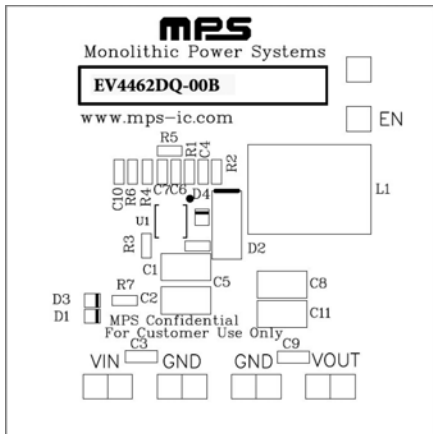 MPS
Monolithic Power Systems
EV4462DQ-00B
www.mps-ic.com
EN
R5
R1
C4
R2
C10
R6
R4
C7
C6
D4
L1
U1
R3
D2
C1
C5
C8
R7
C2
D3
D1
C11
MPS Confidential
For Customer Use Only
C3
C9
VIN
GND
GND
VOUT